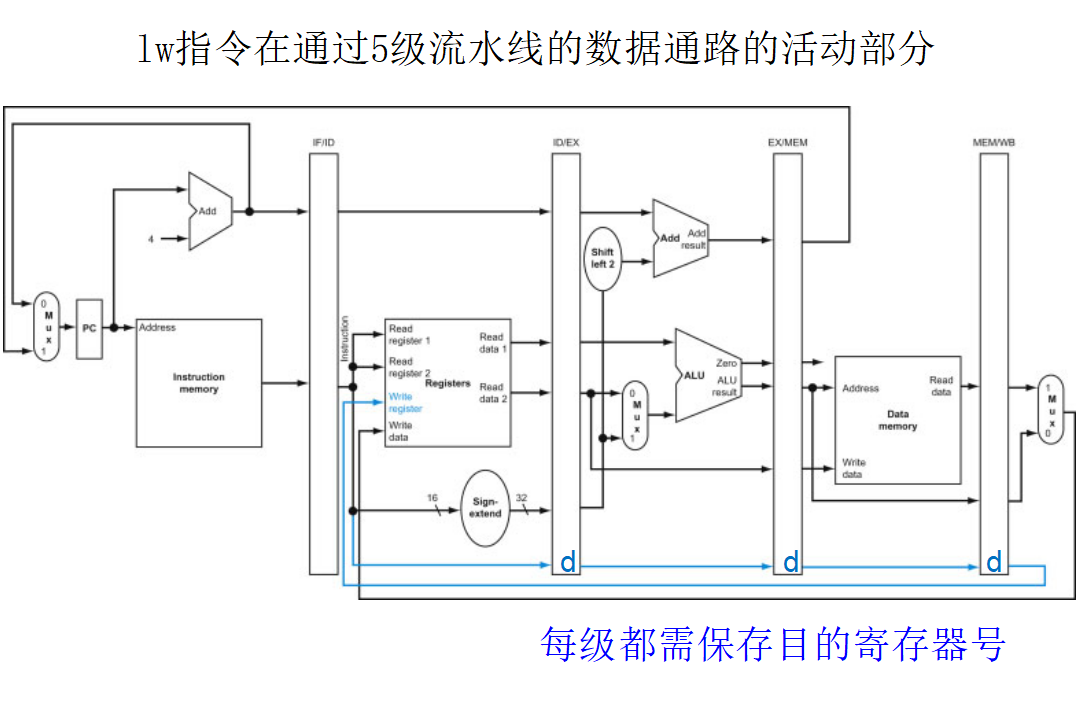 lw指令在通过5级流水线的数据通路的活动部分
IF/ID
ID/EX
EX/MEM
MEM/WB
Add
4
0
M
u
x
1
PC
Address
Instruction
memory
Instruction
Read
register 1
Read
register 2
Write
register
Write
data
Registers
Read
data 1
Read
data 2
16
Sign-
extend
32
Shift
left 2
Add
Add
result
0
M
u
x
1
ALU
Zero
ALU
result
Address
Read
data
Data
memory
Write
data
1
M
u
x
0
d
d
d
每级都需保存目的寄存器号